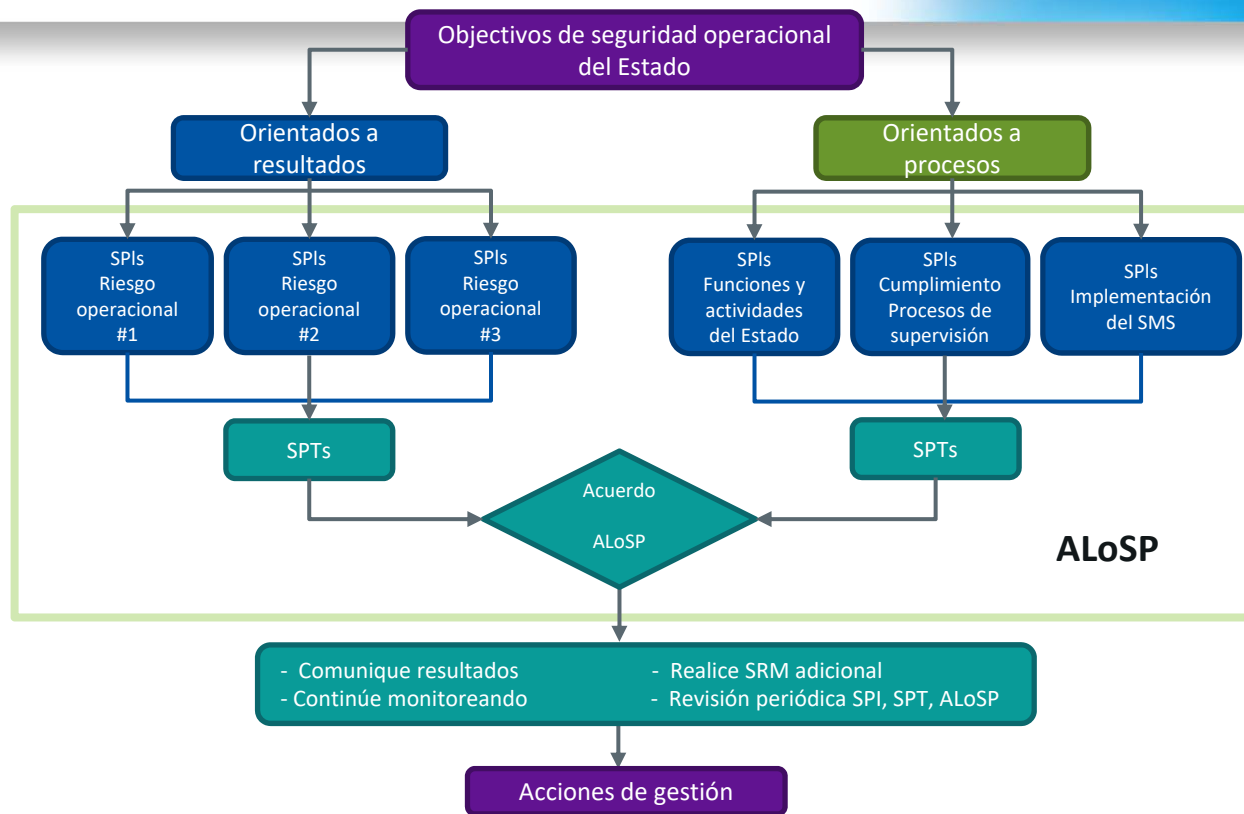 Objectivos de seguridad operacional
del Estado
Orientados a
resultados
Orientados a
procesos
SPIs
Riesgo
operacional
#1
SPIs
Riesgo
operacional
#2
SPIs
Riesgo
operacional
#3
SPIs
Funciones y
actividades
del Estado
SPIs
Cumplimiento
Procesos de
supervisión
SPIs
Implementación
del SMS
SPTs
SPTs
Acuerdo
ALoSP
ALoSP
- Comunique resultados
- Continúe monitoreando
- Realice SRM adicional
- Revisión periódica SPI, SPT, ALoSP
Acciones de gestión